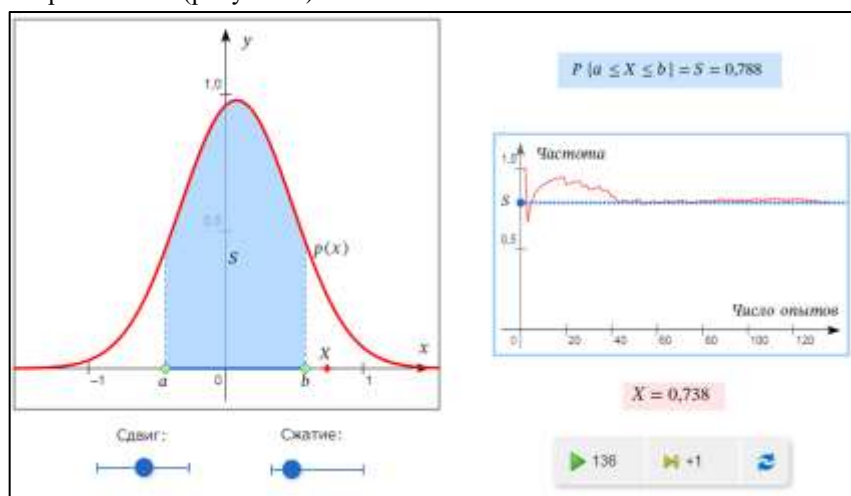 y
1,0
P {a ≤ X ≤ b} = S = 0,788
Частота
1,0
S
0,5
p(x)
0,5
S
Число опытов
0
20
40
60
80
100
120
X
x
−1
a
0
b
1
X = 0,738
Сдвиг:
Сжатие:
136
+1